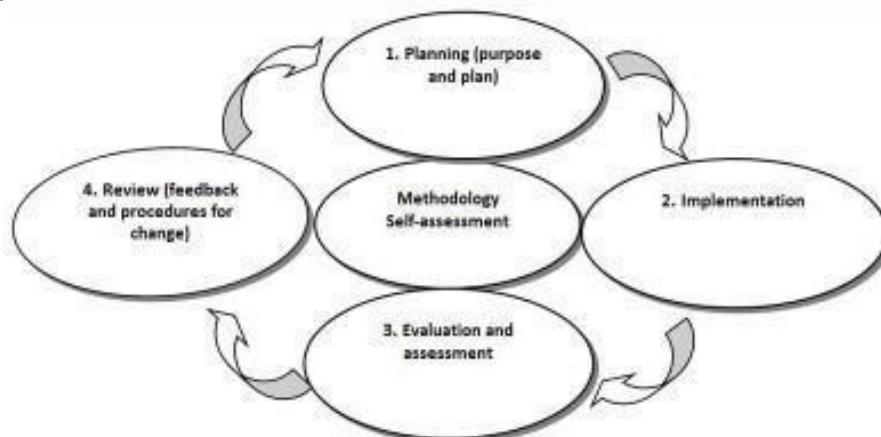 1. Planning (purpose
and plan)
4. Review (feedback
and procedures for
change)
Methodology
Self-assessment
2. Implementation
3. Evaluation and
assessment